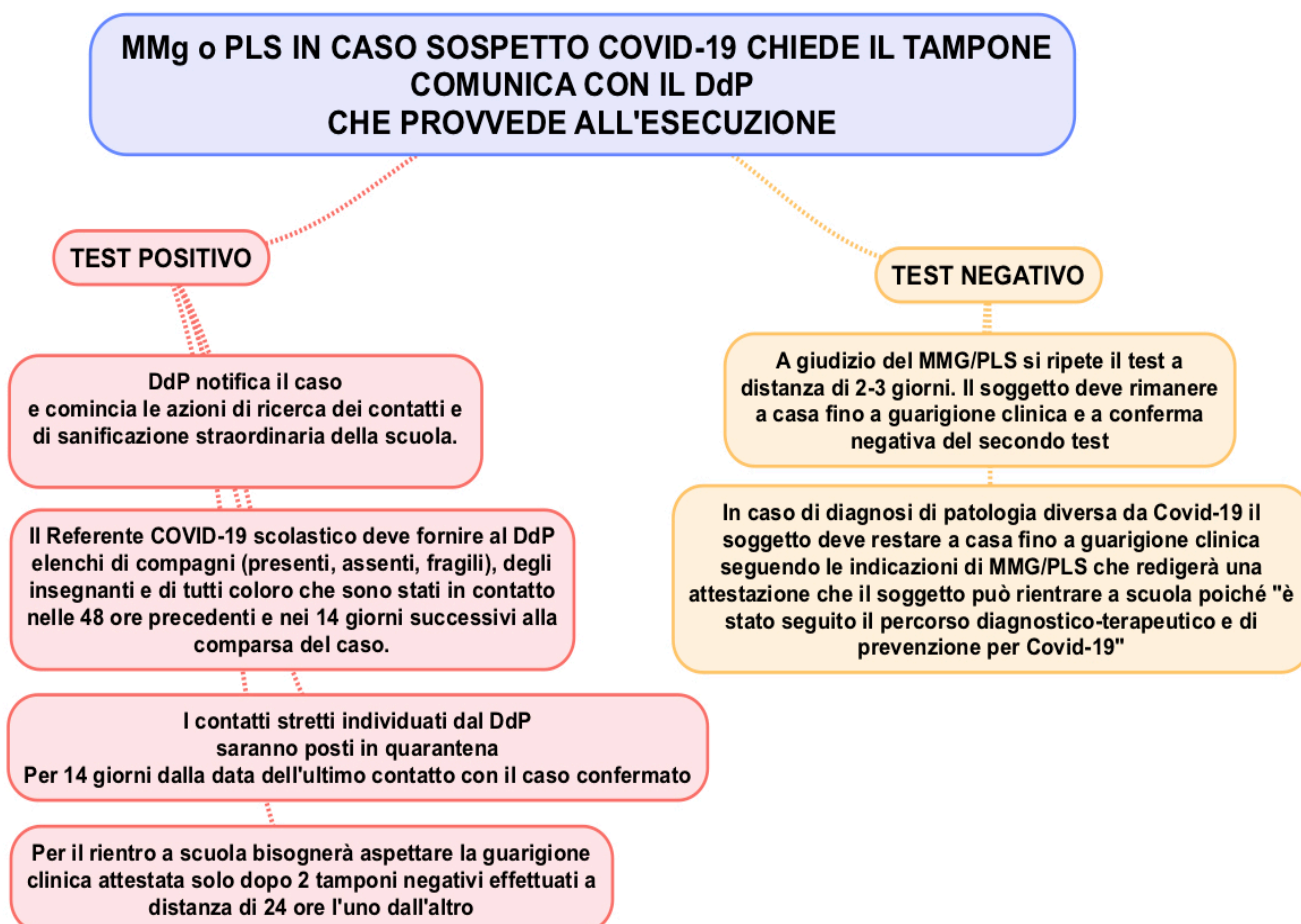 MMg o PLS IN CASO SOSPETTO COVID-19 CHIEDE IL TAMPONE
COMUNICA CON IL DdP
CHE PROVVEDE ALL'ESECUZIONE
TEST POSITIVO
DdP notifica il caso
e comincia le azioni di ricerca dei contatti e
di sanificazione straordinaria della scuola.
Il Referente COVID-19 scolastico deve fornire al DdP
elenchi di compagni (presenti, assenti, fragili), degli
insegnanti e di tutti coloro che sono stati in contatto
nelle 48 ore precedenti e nei 14 giorni successivi alla
comparsa del caso.
I contatti stretti individuati dal DdP
saranno posti in quarantena
Per 14 giorni dalla data dell'ultimo contatto con il caso confermato
Per il rientro a scuola bisognerà aspettare la guarigione
clinica attestata solo dopo 2 tamponi negativi effettuati a
distanza di 24 ore l'uno dall'altro
TEST NEGATIVO
A giudizio del MMG/PLS si ripete il test a
distanza di 2-3 giorni. Il soggetto deve rimanere
a casa fino a guarigione clinica e a conferma
negativa del secondo test
In caso di diagnosi di patologia diversa da Covid-19 il
soggetto deve restare a casa fino a guarigione clinica
seguendo le indicazioni di MMG/PLS che redigerà una
attestazione che il soggetto può rientrare a scuola poiché "è
stato seguito il percorso diagnostico-terapeutico e di
prevenzione per Covid-19"